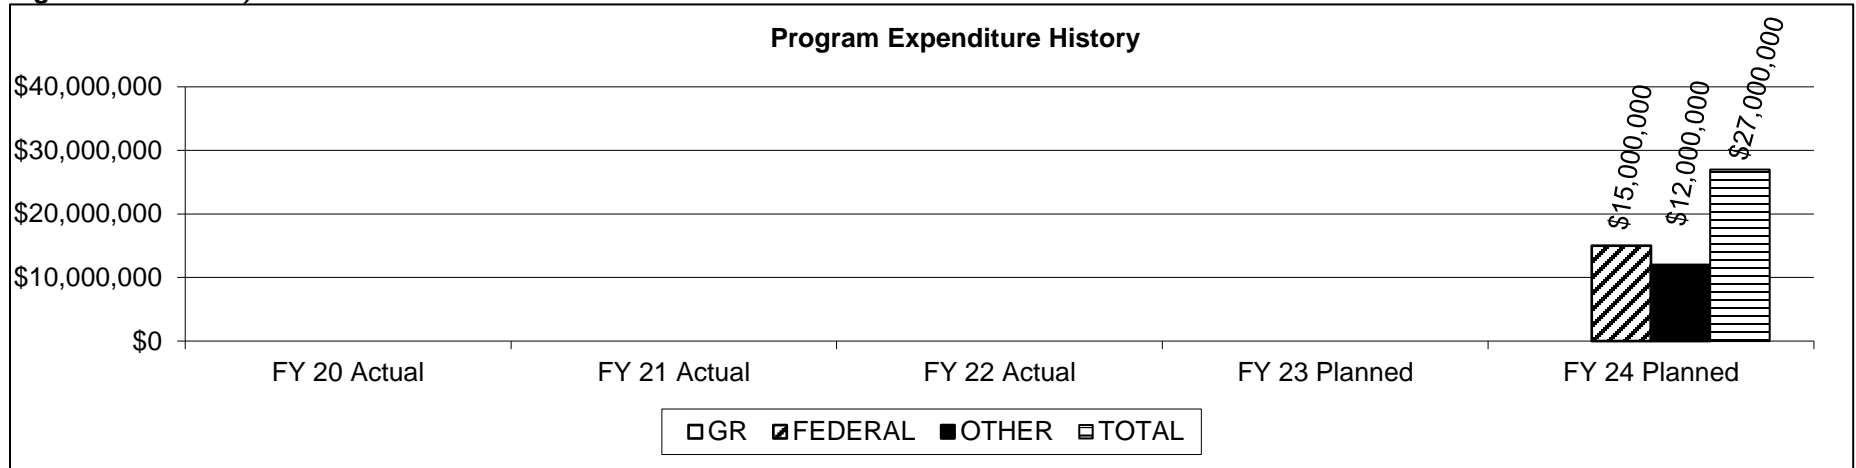 Program Expenditure History
$40,000,000
$30,000,000
$20,000,000
$10,000,000
$0
$15,000,000
$12,000,000
$27,000,000
FY 20 Actual
FY 21 Actual
FY 22 Actual
FY 23 Planned
FY 24 Planned
GR FEDERAL OTHER TOTAL